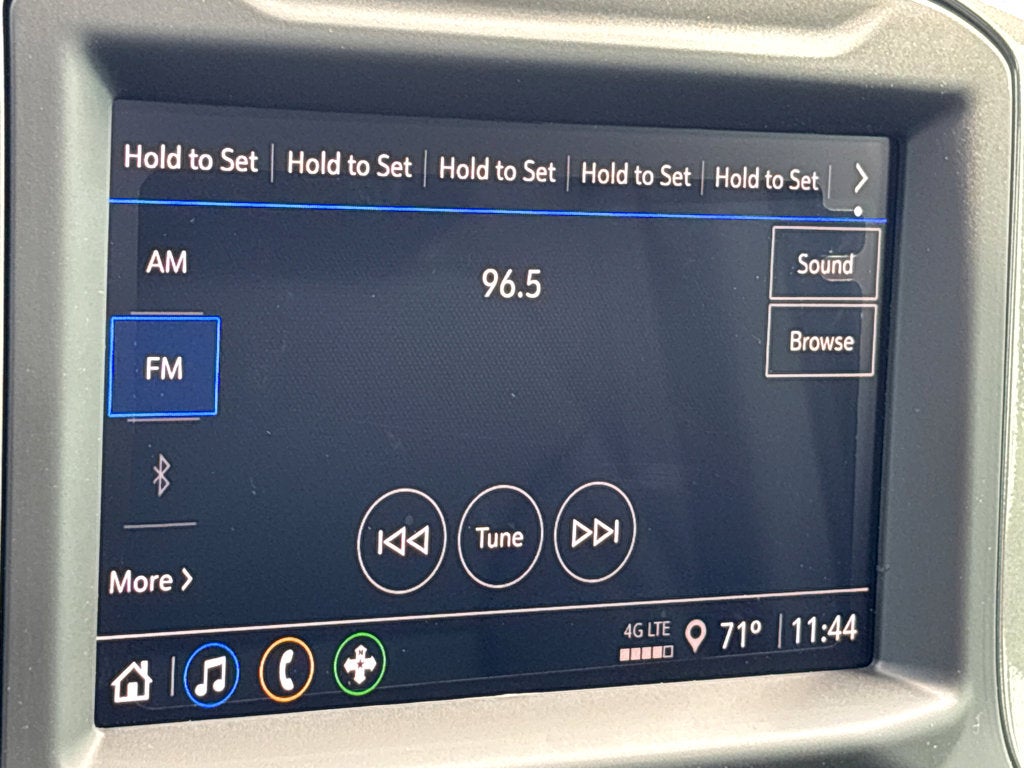 Hold to Set Hold to Set Hold to Set Hold to Set Hold to Set
AM
96.5
Sound
FM
Browse
Tune
More
4G LTE
71° 11:44